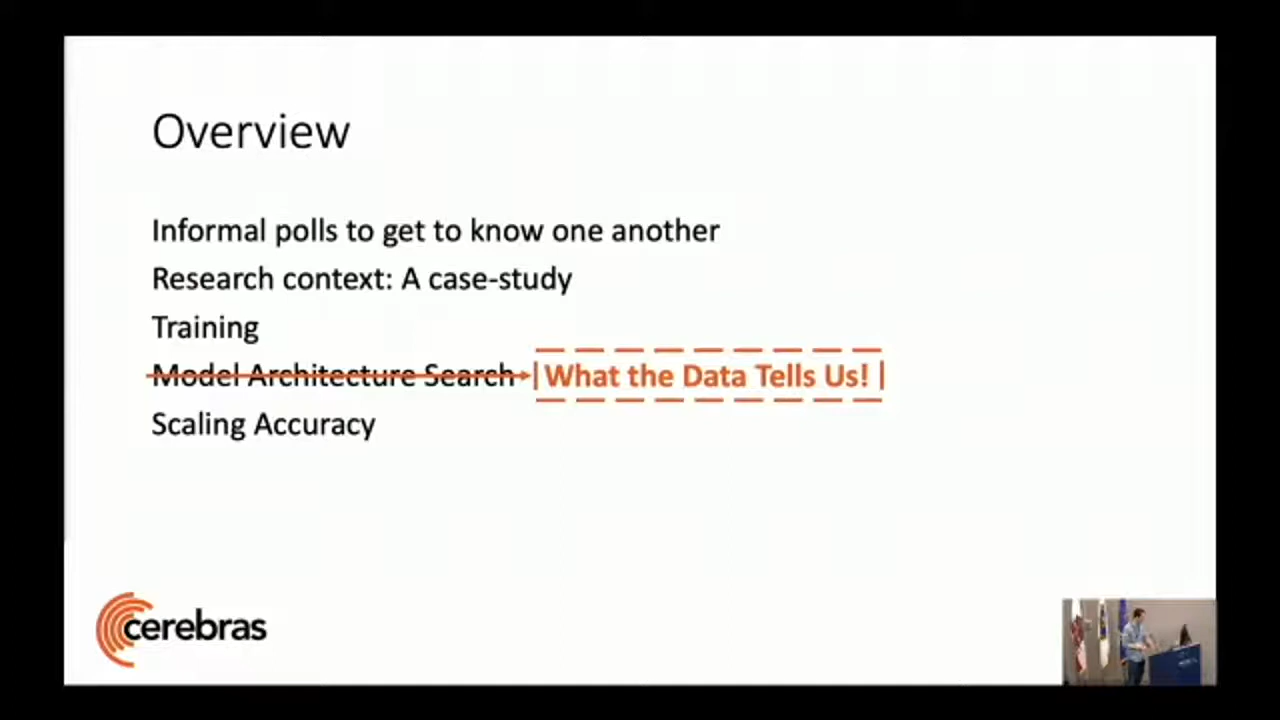 Overview
Informal polls to get to know one another
Research context: A case-study
Training
Model Architecture Search What the Data Tells Us!
Scaling Accuracy
cerebras